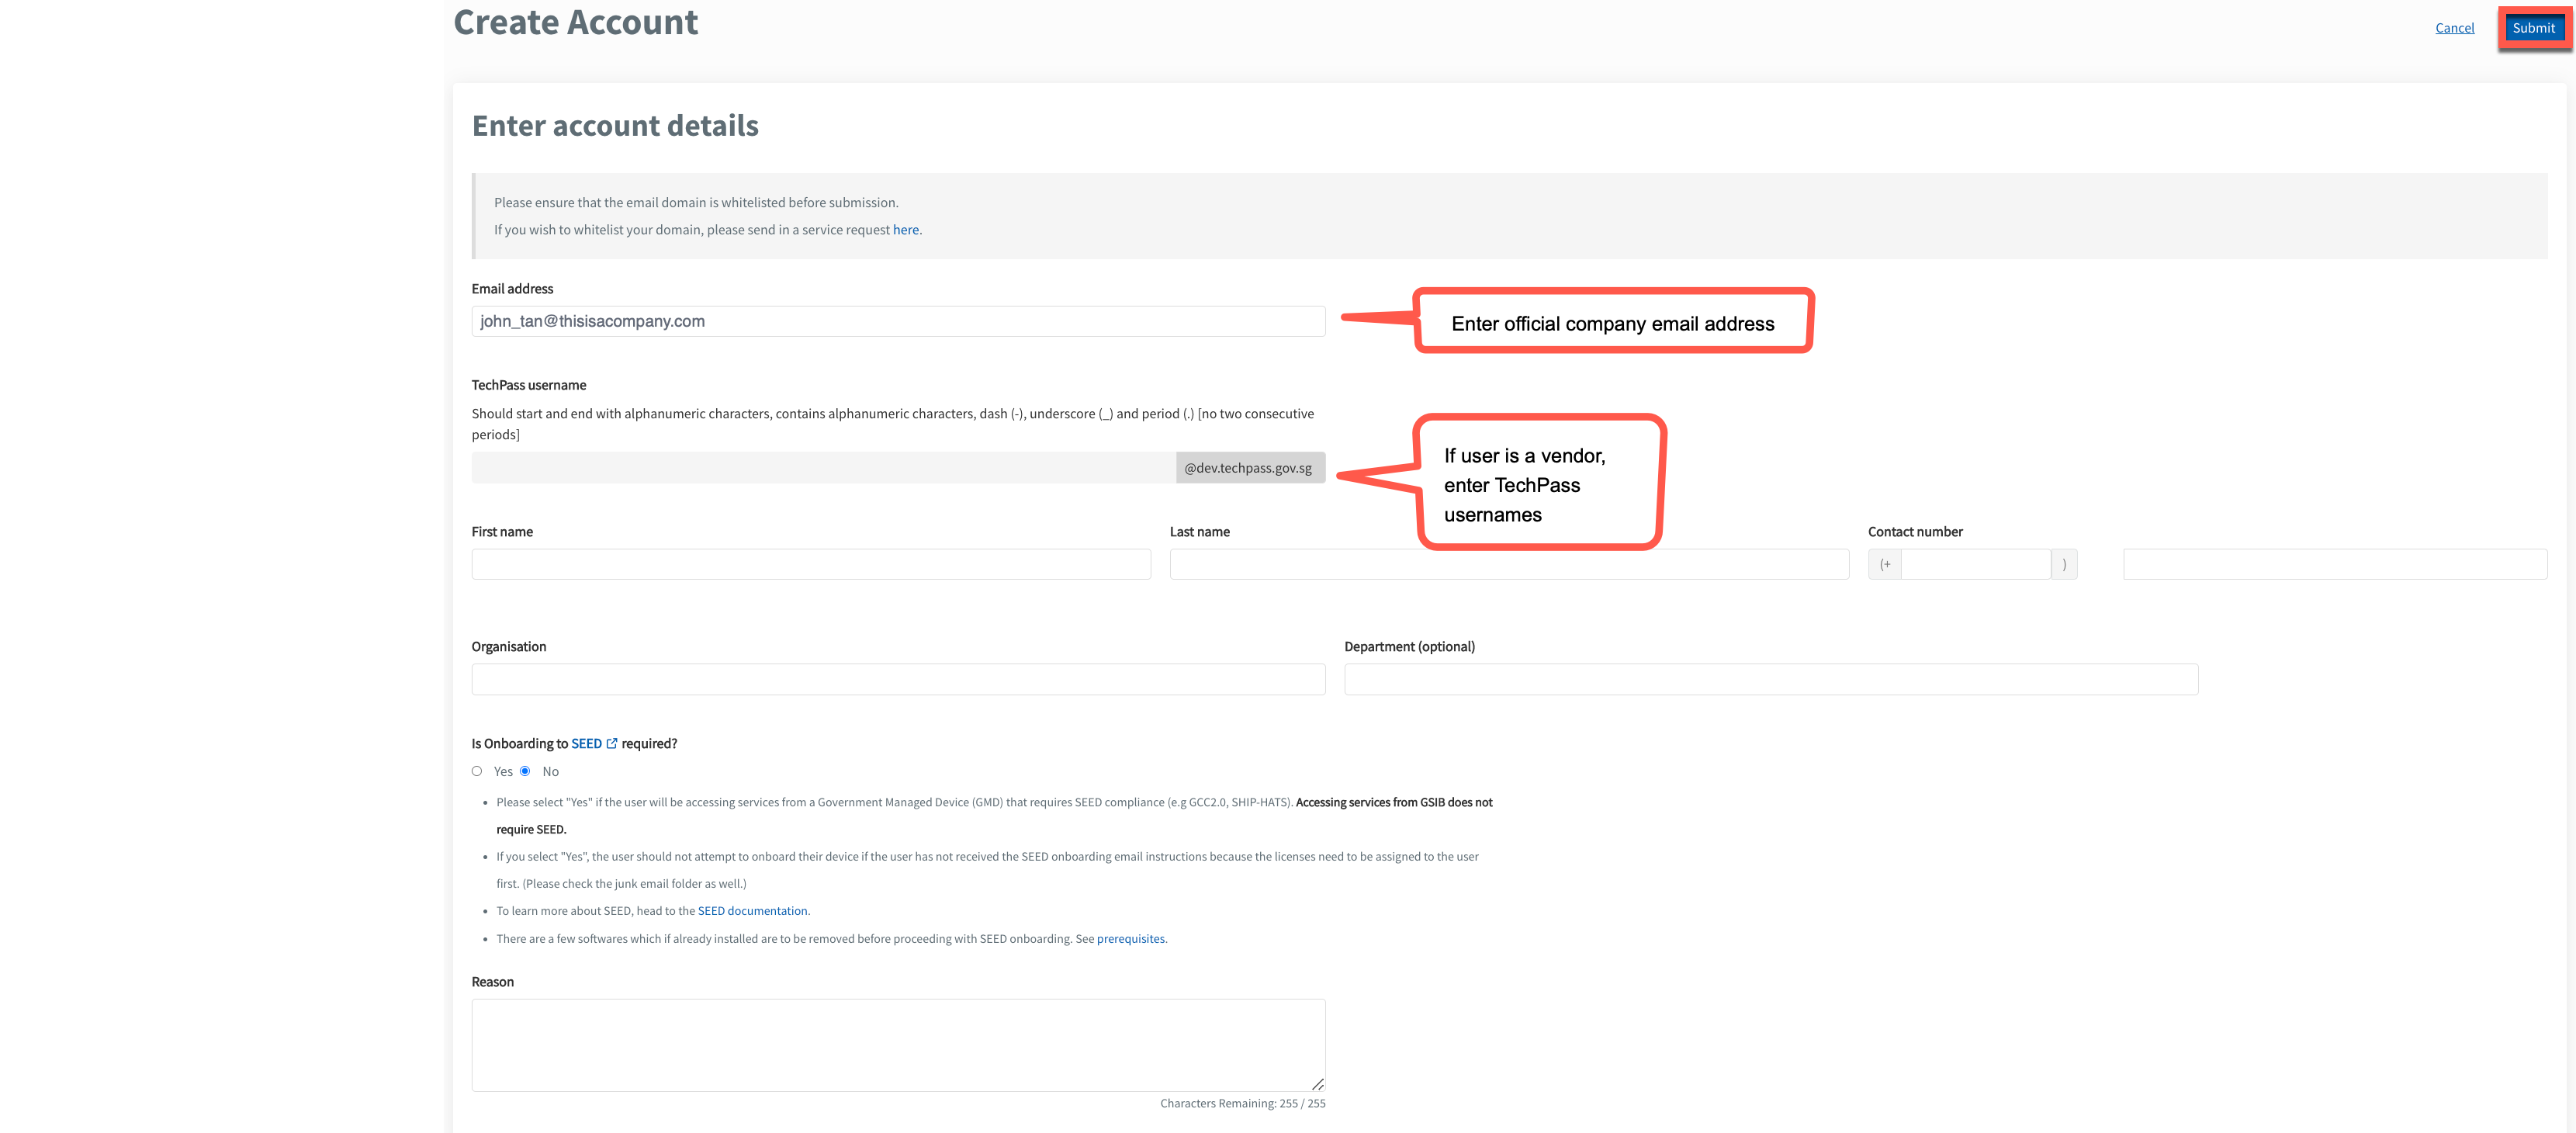 Create Account
Cancel
Submit
Enter account details
Please ensure that the email domain is whitelisted before submission.
If you wish to whitelist your domain, please send in a service request here.
Email address
john_tan@thisisacompany.com
Enter official company email address
TechPass username
Should start and end with alphanumeric characters, contains alphanumeric characters, dash (-), underscore (_) and period (.) [no two consecutive
periods]
@dev.techpass.gov.sg
If user is a vendor,
enter TechPass
usernames
First name
Last name
Contact number
(+
)
Organisation
Department (optional)
Is Onboarding to SEED required?
Yes
No
• Please select "Yes" if the user will be accessing services from a Government Managed Device (GMD) that requires SEED compliance (e.g GCC2.0, SHIP-HATS). Accessing services from GSIB does not
require SEED.
• If you select "Yes", the user should not attempt to onboard their device if the user has not received the SEED onboarding email instructions because the licenses need to be assigned to the user
first. (Please check the junk email folder as well.)
• To learn more about SEED, head to the SEED documentation.
• There are a few softwares which if already installed are to be removed before proceeding with SEED onboarding. See prerequisites.
Reason
Characters Remaining: 255 / 255